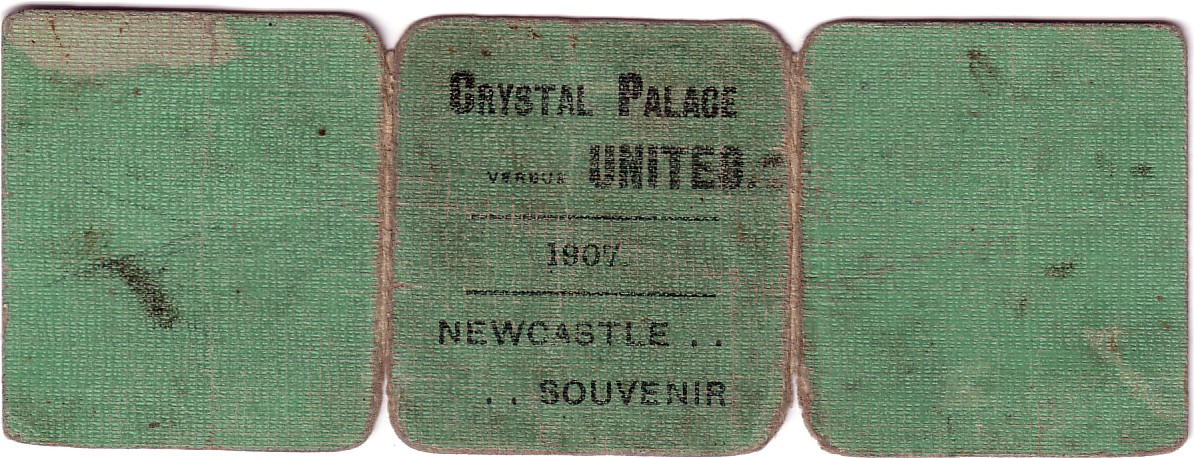 CRYSTAL PALACE
VERSUS UNITED.
1907.
NEWCASTLE . .
. . SOUVENIR